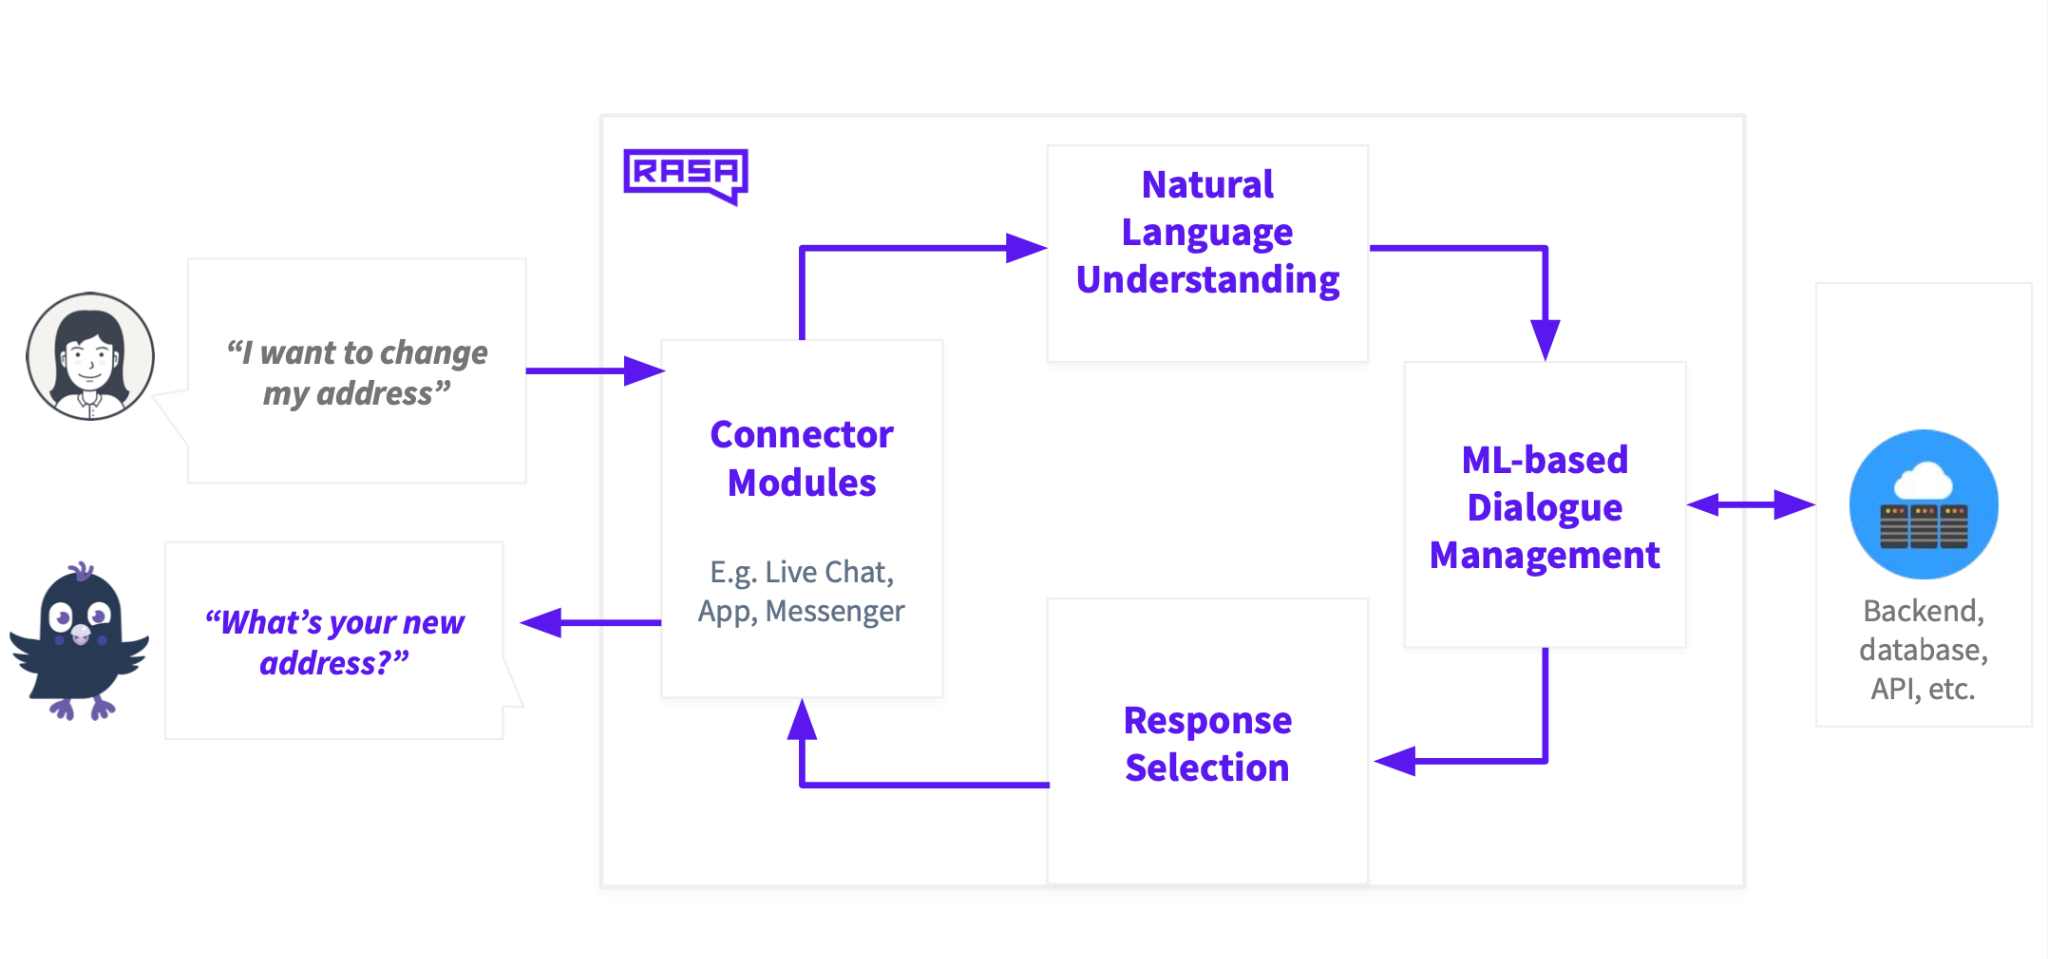 RASA
Natural
Language
Understanding
“I want to change
my address”
Connector
Modules
E.g. Live Chat,
App, Messenger
ML-based
Dialogue
Management
Backend,
database,
API, etc.
“What’s your new
address?”
Response
Selection